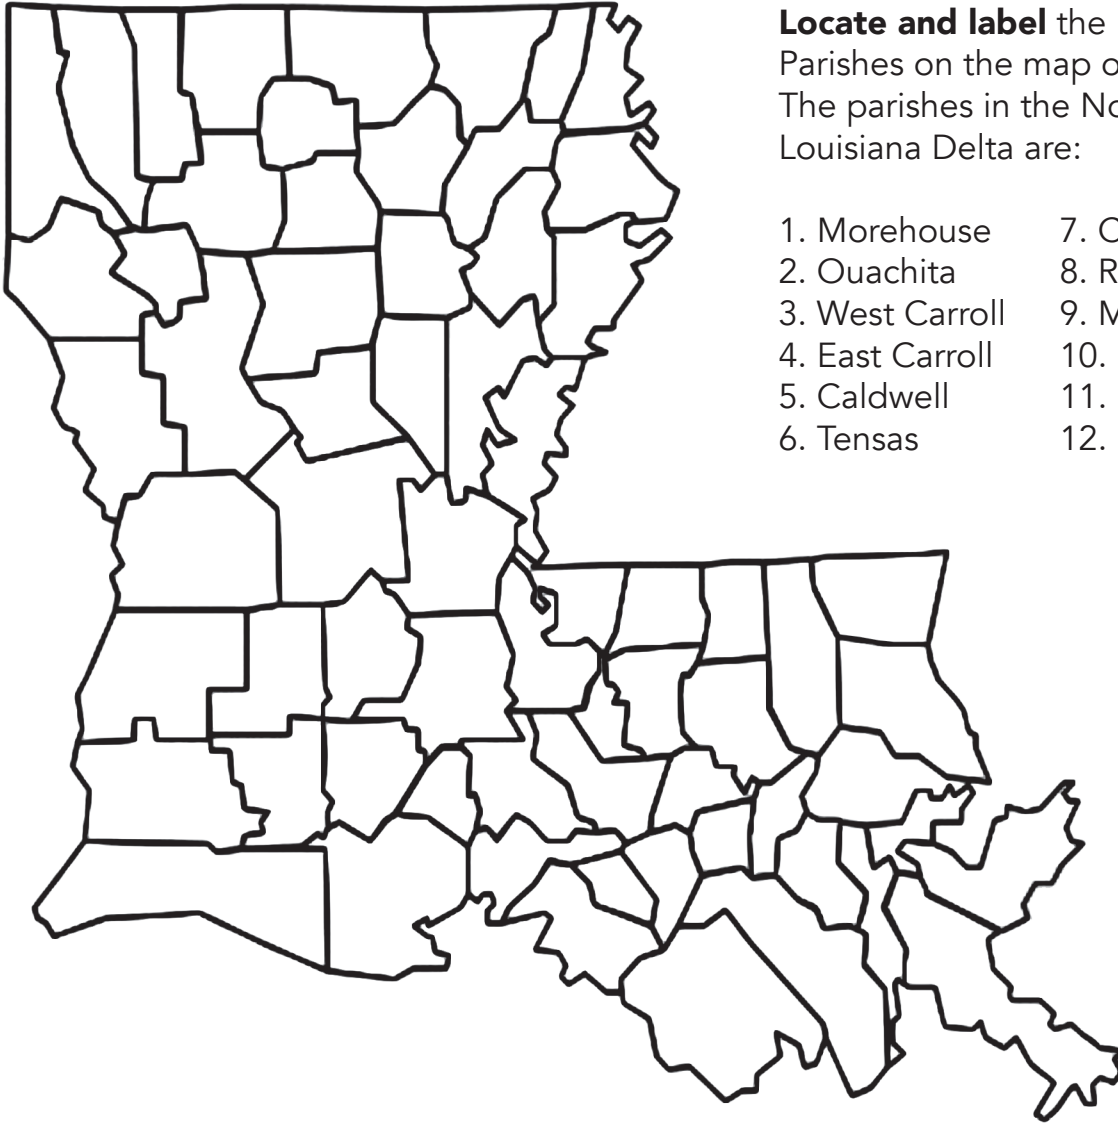 Locate and label the
Parishes on the map o
The parishes in the No
Louisiana Delta are:
1. Morehouse
2. Ouachita
3. West Carroll
4. East Carroll
5. Caldwell
6. Tensas
7. C
8. R
9. M
10.
11.
12.